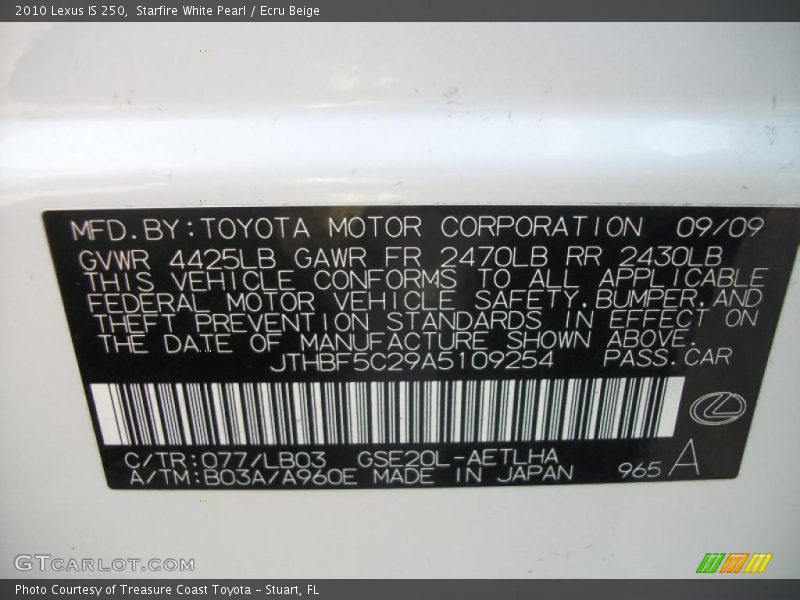 2010 Lexus IS 250,  Starfire White Pearl / Ecru Beige
MFD. BY: TOYOTA MOTOR CORPORATION 09/09
GVWR 4425LB GAWR FR 2470LB RR 2430LB
THIS VEHICLE CONFORMS TO ALL APPLICABLE
FEDERAL MOTOR VEHICLE SAFETY, BUMPER, AND
THEFT PREVENTION STANDARDS IN EFFECT ON
THE DATE OF MANUFACTURE SHOWN ABOVE.
JTHBF5C29A5109254 PASS. CAR
C/TR: 077/LB03 GSE20L-AETLHA
A/TM: B03A/A960E MADE IN JAPAN 965 A
GTCARLOT.COM
Photo Courtesy of Treasure Coast Toyota - Stuart, FL